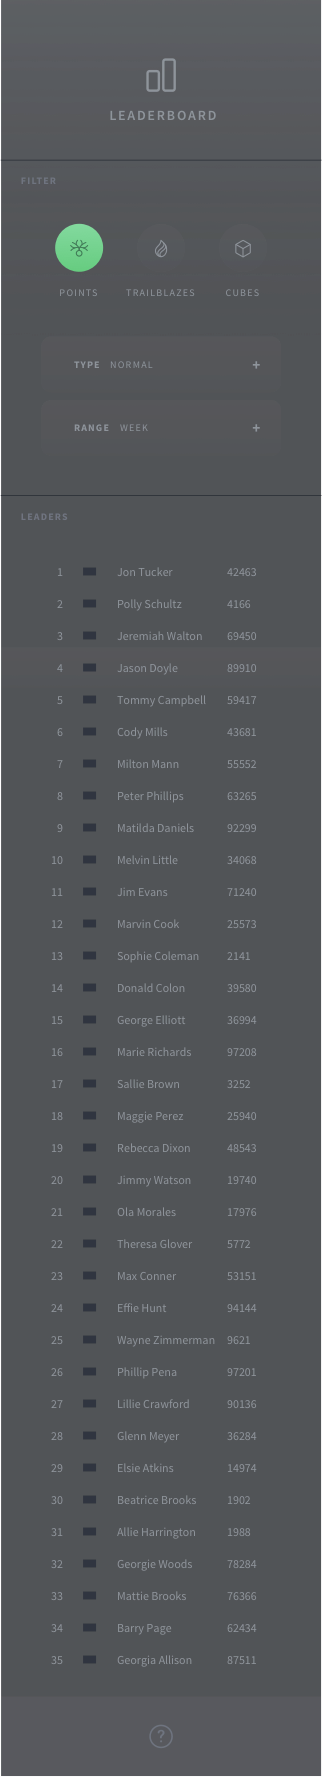 LEADERBOARD
FILTER
POINTS TRAILBLAZES CUBES
TYPE NORMAL +
RANGE WEEK +
LEADERS
1 Jon Tucker 42463
2 Polly Schultz 4166
3 Jeremiah Walton 69450
4 Jason Doyle 89910
5 Tommy Campbell 59417
6 Cody Mills 43681
7 Milton Mann 55552
8 Peter Phillips 63265
9 Matilda Daniels 92299
10 Melvin Little 34068
11 Jim Evans 71240
12 Marvin Cook 25573
13 Sophie Coleman 2141
14 Donald Colon 39580
15 George Elliott 36994
16 Marie Richards 97208
17 Sallie Brown 3252
18 Maggie Perez 25940
19 Rebecca Dixon 48543
20 Jimmy Watson 19740
21 Ola Morales 17976
22 Theresa Glover 5772
23 Max Conner 53151
24 Effie Hunt 94144
25 Wayne Zimmerman 9621
26 Phillip Pena 97201
27 Lillie Crawford 90136
28 Glenn Meyer 36284
29 Elsie Atkins 14974
30 Beatrice Brooks 1902
31 Allie Harrington 1988
32 Georgie Woods 78284
33 Mattie Brooks 76366
34 Barry Page 62434
35 Georgia Allison 87511
?